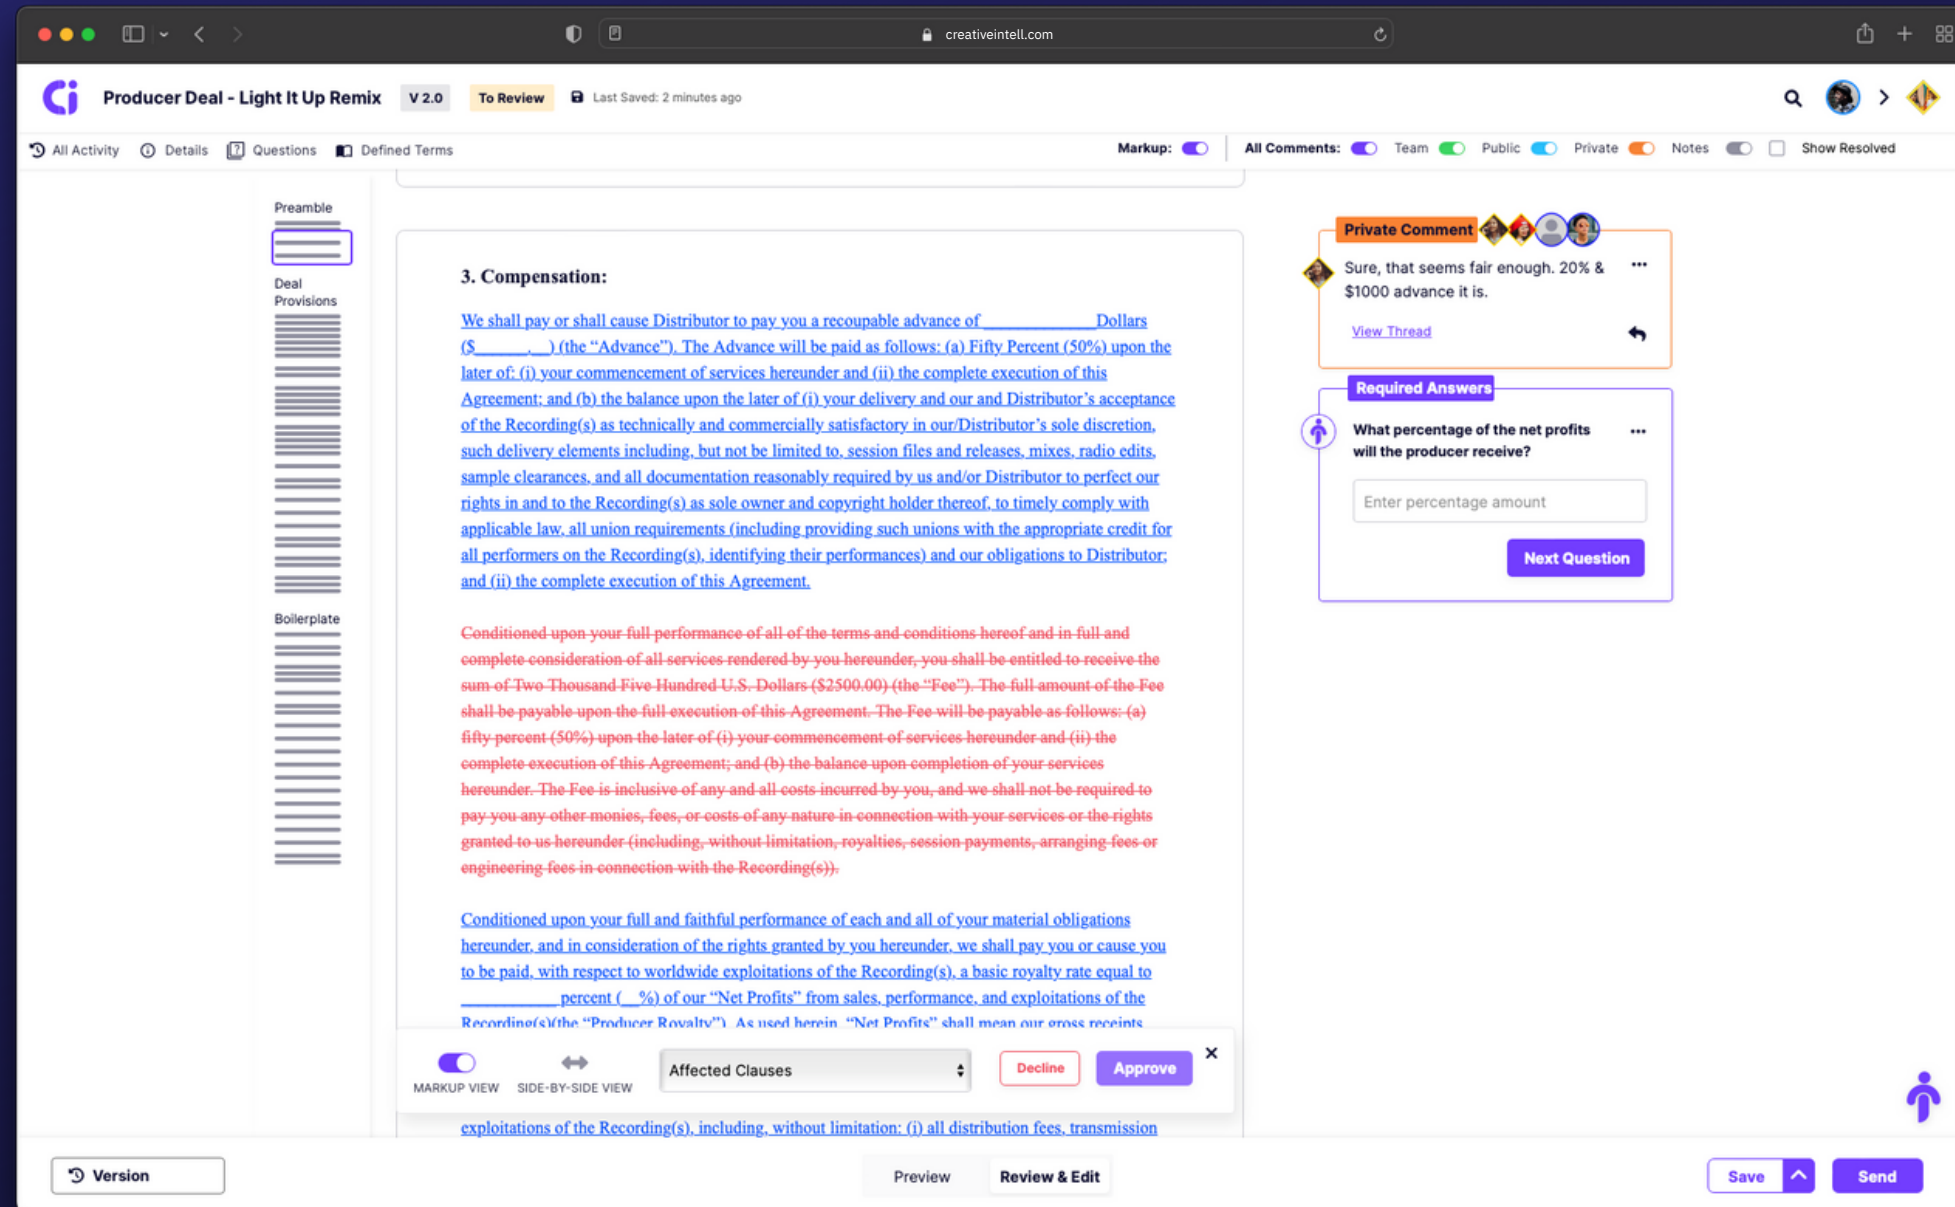 creativeintell.com
Ci Producer Deal - Light It Up Remix V 2.0 To Review Last Saved: 2 minutes ago
All Activity Details Questions Defined Terms Markup: All Comments: Team Public Private Notes Show Resolved
Preamble
Deal
Provisions
Boilerplate
3. Compensation:
We shall pay or shall cause Distributor to pay you a recoupable advance of ____________Dollars
($______.__) (the “Advance”). The Advance will be paid as follows: (a) Fifty Percent (50%) upon the
later of: (i) your commencement of services hereunder and (ii) the complete execution of this
Agreement; and (b) the balance upon the later of (i) your delivery and our and Distributor’s acceptance
of the Recording(s) as technically and commercially satisfactory in our/Distributor’s sole discretion,
such delivery elements including, but not be limited to, session files and releases, mixes, radio edits,
sample clearances, and all documentation reasonably required by us and/or Distributor to perfect our
rights in and to the Recording(s) as sole owner and copyright holder thereof, to timely comply with
applicable law, all union requirements (including providing such unions with the appropriate credit for
all performers on the Recording(s), identifying their performances) and our obligations to Distributor;
and (ii) the complete execution of this Agreement.
Conditioned upon your full performance of all of the terms and conditions hereof and in full and
complete consideration of all services rendered by you hereunder, you shall be entitled to receive the
sum of Two Thousand Five Hundred U.S. Dollars ($2500.00) (the “Fee”). The full amount of the Fee
shall be payable upon the full execution of this Agreement. The Fee will be payable as follows: (a)
fifty percent (50%) upon the later of (i) your commencement of services hereunder and (ii) the
complete execution of this Agreement; and (b) the balance upon completion of your services
hereunder. The Fee is inclusive of any and all costs incurred by you, and we shall not be required to
pay you any other monies, fees, or costs of any nature in connection with your services or the rights
granted to us hereunder (including, without limitation, royalties, session payments, arranging fees or
engineering fees in connection with the Recording(s)).
Conditioned upon your full and faithful performance of each and all of your material obligations
hereunder, and in consideration of the rights granted by you hereunder, we shall pay you or cause you
to be paid, with respect to worldwide exploitations of the Recording(s), a basic royalty rate equal to
__________ percent (__%) of our “Net Profits” from sales, performance, and exploitations of the
Recording(s)(the “Producer Royalty”). As used herein, “Net Profits” shall mean our gross receipts
MARKUP VIEW SIDE-BY-SIDE VIEW Affected Clauses Decline Approve
exploitations of the Recording(s), including, without limitation: (i) all distribution fees, transmission
Private Comment
Sure, that seems fair enough. 20% &
$1000 advance it is.
View Thread
Required Answers
What percentage of the net profits
will the producer receive?
Enter percentage amount
Next Question
Version Preview Review & Edit Save Send